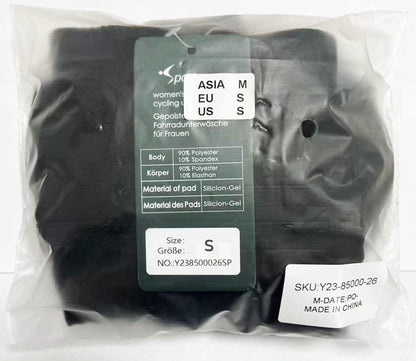 ASIA M
EU S
US S
women's
cycling
Gepolste
Fahrradunterwäsche
für Frauen
Body 90% Polyester
10% Spandex
Körper 90% Polyester
10% Elasthan
Material of pad Silicion-Gel
Material des Pads Silicion-Gel
Size:
Größe: S
NO.:Y238500026SP
SKU:Y23-85000-26
M-DATE:PO-
MADE IN CHINA